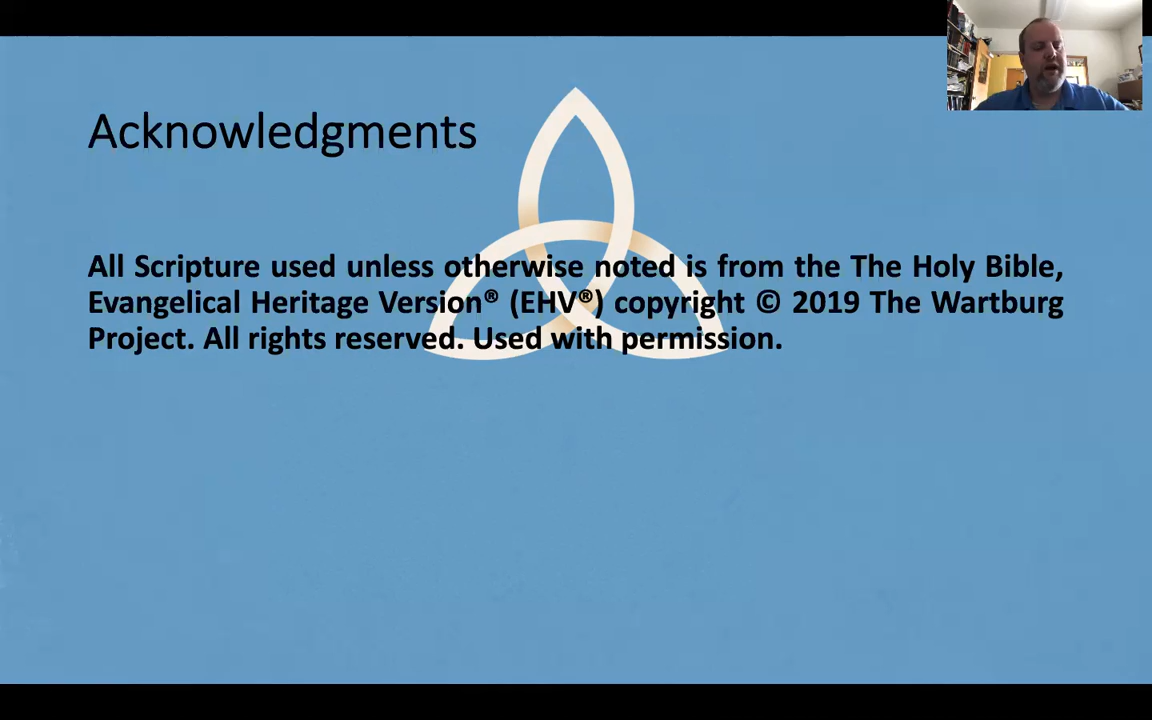 Acknowledgments
All Scripture used unless otherwise noted is from the The Holy Bible,
Evangelical Heritage Version® (EHV®) copyright © 2019 The Wartburg
Project. All rights reserved. Used with permission.